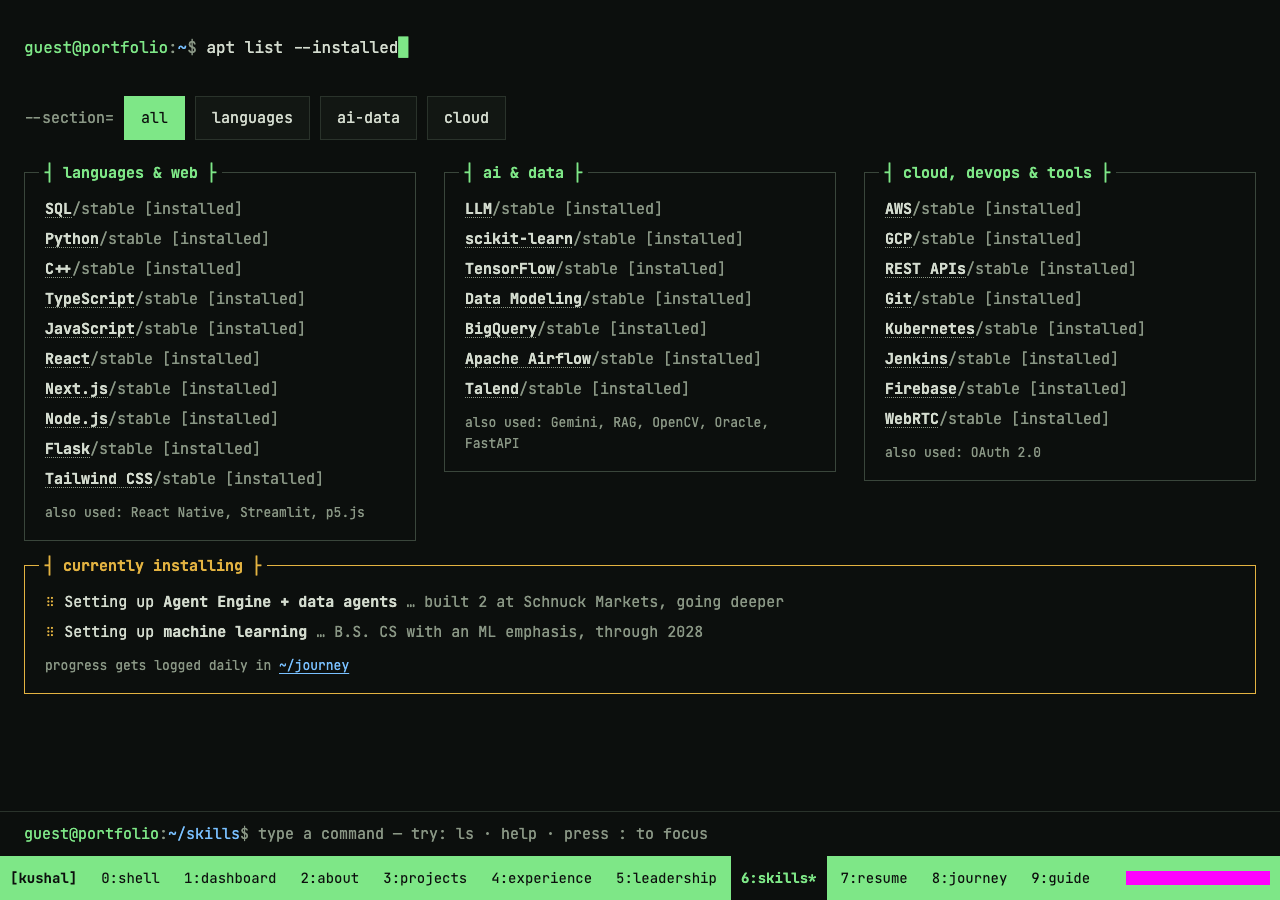 guest@portfolio:~$ apt list --installed
--section= all languages ai-data cloud
languages & web
SQL/stable [installed]
Python/stable [installed]
C++/stable [installed]
TypeScript/stable [installed]
JavaScript/stable [installed]
React/stable [installed]
Next.js/stable [installed]
Node.js/stable [installed]
Flask/stable [installed]
Tailwind CSS/stable [installed]
also used: React Native, Streamlit, p5.js
ai & data
LLM/stable [installed]
scikit-learn/stable [installed]
TensorFlow/stable [installed]
Data Modeling/stable [installed]
BigQuery/stable [installed]
Apache Airflow/stable [installed]
Talend/stable [installed]
also used: Gemini, RAG, OpenCV, Oracle,
FastAPI
cloud, devops & tools
AWS/stable [installed]
GCP/stable [installed]
REST APIs/stable [installed]
Git/stable [installed]
Kubernetes/stable [installed]
Jenkins/stable [installed]
Firebase/stable [installed]
WebRTC/stable [installed]
also used: OAuth 2.0
currently installing
⠿ Setting up Agent Engine + data agents … built 2 at Schnuck Markets, going deeper
⠿ Setting up machine learning … B.S. CS with an ML emphasis, through 2028
progress gets logged daily in ~/journey
guest@portfolio:~/skills$ type a command — try: ls · help · press : to focus
[kushal] 0:shell 1:dashboard 2:about 3:projects 4:experience 5:leadership 6:skills* 7:resume 8:journey 9:guide